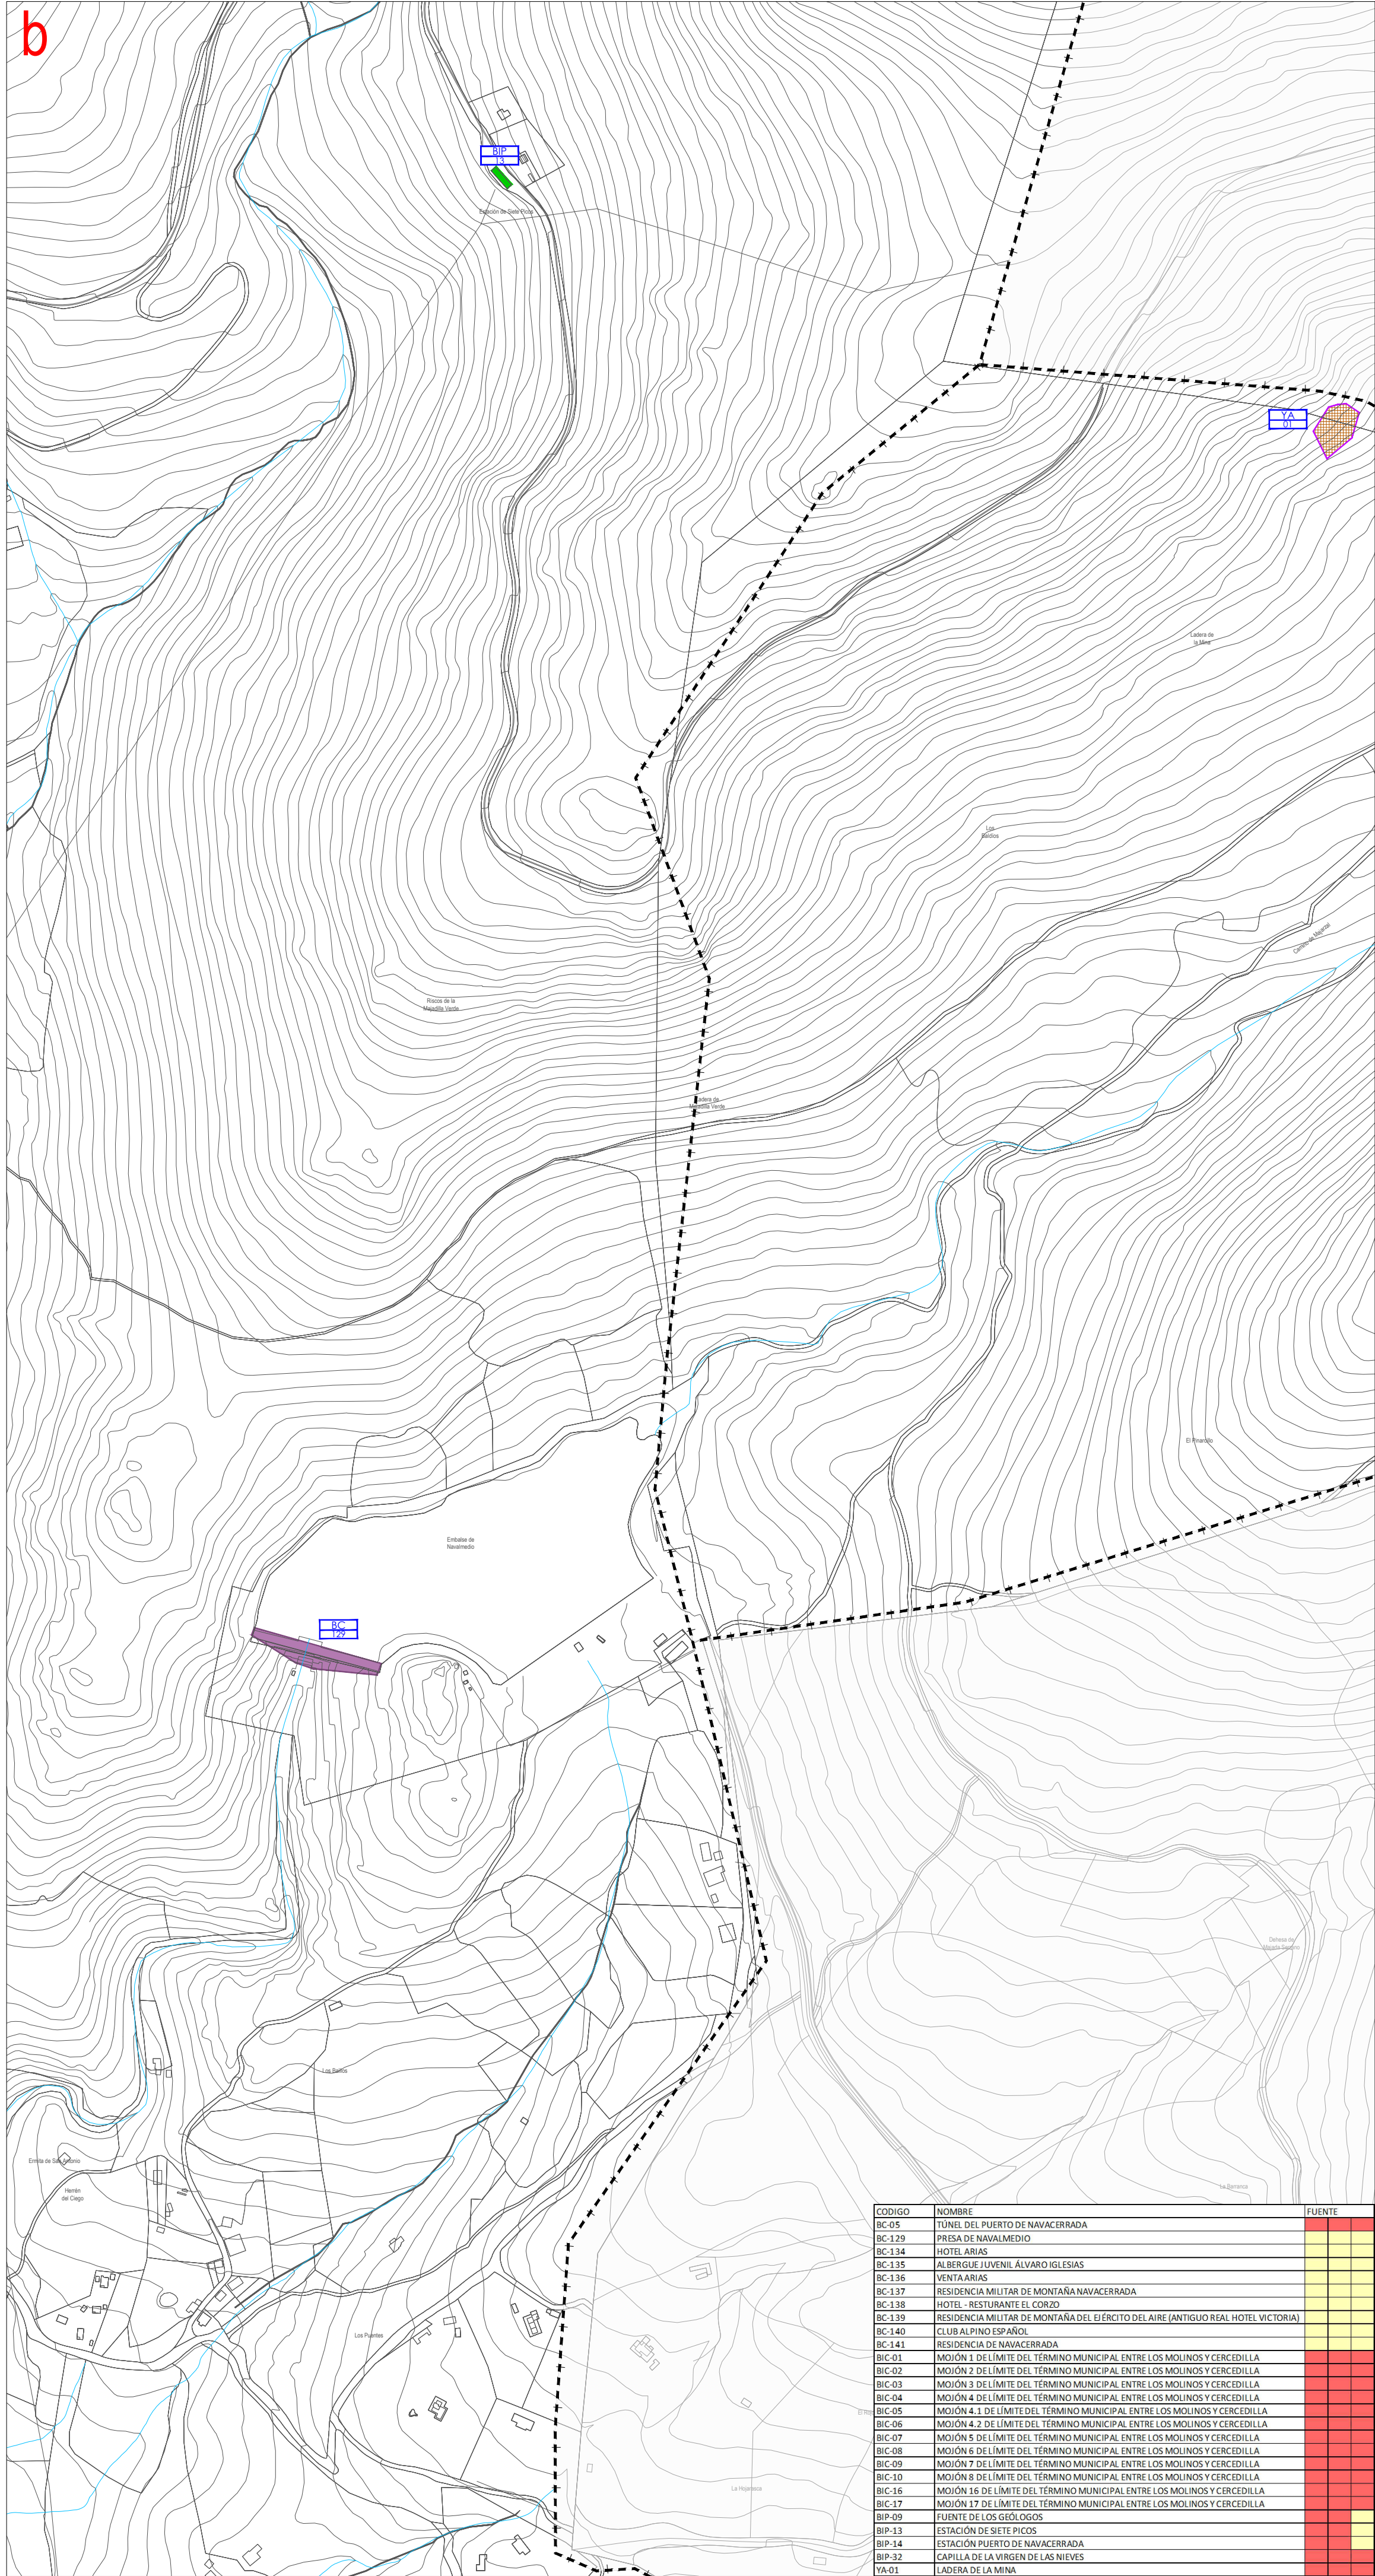 b
BIP
13
Estación de Siete Picos
YA
01
Ladera de
la Mina
Los
Baldíos
Camino de Majarzal
Riscos de la
Majadilla Verde
Ladera de
Majadilla Verde
El Pinarcillo
Embalse de
Navalmedio
BC
129
Dehesa de
Majada Serrano
Los Baillos
Ermita de San Antonio
Herrén
del Ciego
La Barranca
Los Puentes
La Hojaranca
CODIGO NOMBRE FUENTE
BC-05 TÚNEL DEL PUERTO DE NAVACERRADA
BC-129 PRESA DE NAVALMEDIO
BC-134 HOTEL ARIAS
BC-135 ALBERGUE JUVENIL ÁLVARO IGLESIAS
BC-136 VENTA ARIAS
BC-137 RESIDENCIA MILITAR DE MONTAÑA NAVACERRADA
BC-138 HOTEL - RESTURANTE EL CORZO
BC-139 RESIDENCIA MILITAR DE MONTAÑA DEL EJÉRCITO DEL AIRE (ANTIGUO REAL HOTEL VICTORIA)
BC-140 CLUB ALPINO ESPAÑOL
BC-141 RESIDENCIA DE NAVACERRADA
BIC-01 MOJÓN 1 DE LÍMITE DEL TÉRMINO MUNICIPAL ENTRE LOS MOLINOS Y CERCEDILLA
BIC-02 MOJÓN 2 DE LÍMITE DEL TÉRMINO MUNICIPAL ENTRE LOS MOLINOS Y CERCEDILLA
BIC-03 MOJÓN 3 DE LÍMITE DEL TÉRMINO MUNICIPAL ENTRE LOS MOLINOS Y CERCEDILLA
BIC-04 MOJÓN 4 DE LÍMITE DEL TÉRMINO MUNICIPAL ENTRE LOS MOLINOS Y CERCEDILLA
BIC-05 MOJÓN 4.1 DE LÍMITE DEL TÉRMINO MUNICIPAL ENTRE LOS MOLINOS Y CERCEDILLA
BIC-06 MOJÓN 4.2 DE LÍMITE DEL TÉRMINO MUNICIPAL ENTRE LOS MOLINOS Y CERCEDILLA
BIC-07 MOJÓN 5 DE LÍMITE DEL TÉRMINO MUNICIPAL ENTRE LOS MOLINOS Y CERCEDILLA
BIC-08 MOJÓN 6 DE LÍMITE DEL TÉRMINO MUNICIPAL ENTRE LOS MOLINOS Y CERCEDILLA
BIC-09 MOJÓN 7 DE LÍMITE DEL TÉRMINO MUNICIPAL ENTRE LOS MOLINOS Y CERCEDILLA
BIC-10 MOJÓN 8 DE LÍMITE DEL TÉRMINO MUNICIPAL ENTRE LOS MOLINOS Y CERCEDILLA
BIC-16 MOJÓN 16 DE LÍMITE DEL TÉRMINO MUNICIPAL ENTRE LOS MOLINOS Y CERCEDILLA
BIC-17 MOJÓN 17 DE LÍMITE DEL TÉRMINO MUNICIPAL ENTRE LOS MOLINOS Y CERCEDILLA
BIP-09 FUENTE DE LOS GEÓLOGOS
BIP-13 ESTACIÓN DE SIETE PICOS
BIP-14 ESTACIÓN PUERTO DE NAVACERRADA
BIP-32 CAPILLA DE LA VIRGEN DE LAS NIEVES
YA-01 LADERA DE LA MINA